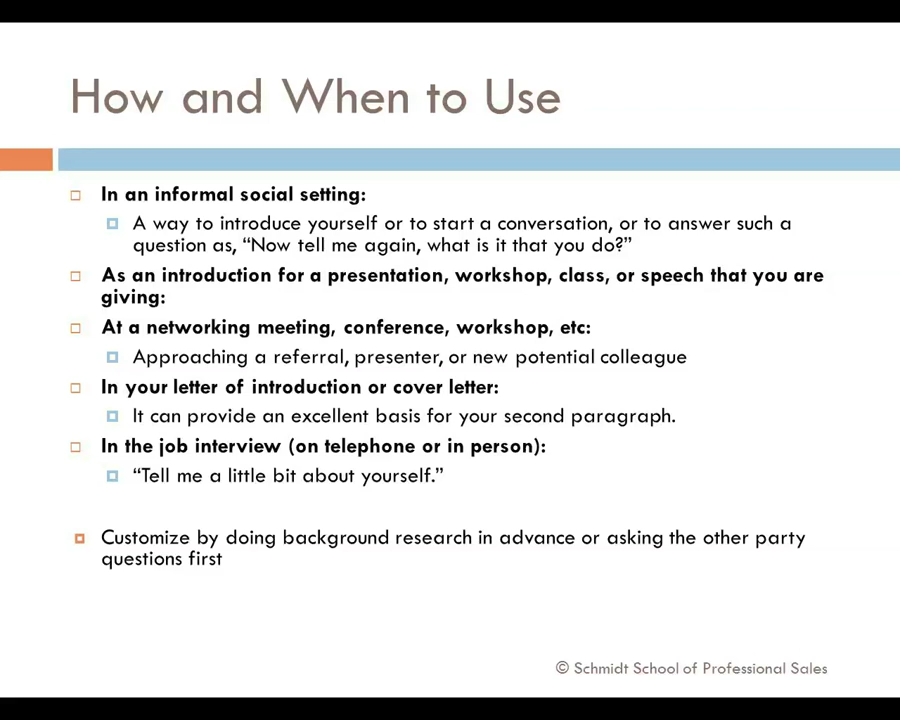 How and When to Use
In an informal social setting:
A way to introduce yourself or to start a conversation, or to answer such a
question as, “Now tell me again, what is it that you do?”
As an introduction for a presentation, workshop, class, or speech that you are
giving:
At a networking meeting, conference, workshop, etc:
Approaching a referral, presenter, or new potential colleague
In your letter of introduction or cover letter:
It can provide an excellent basis for your second paragraph.
In the job interview (on telephone or in person):
“Tell me a little bit about yourself.”
Customize by doing background research in advance or asking the other party
questions first
© Schmidt School of Professional Sales